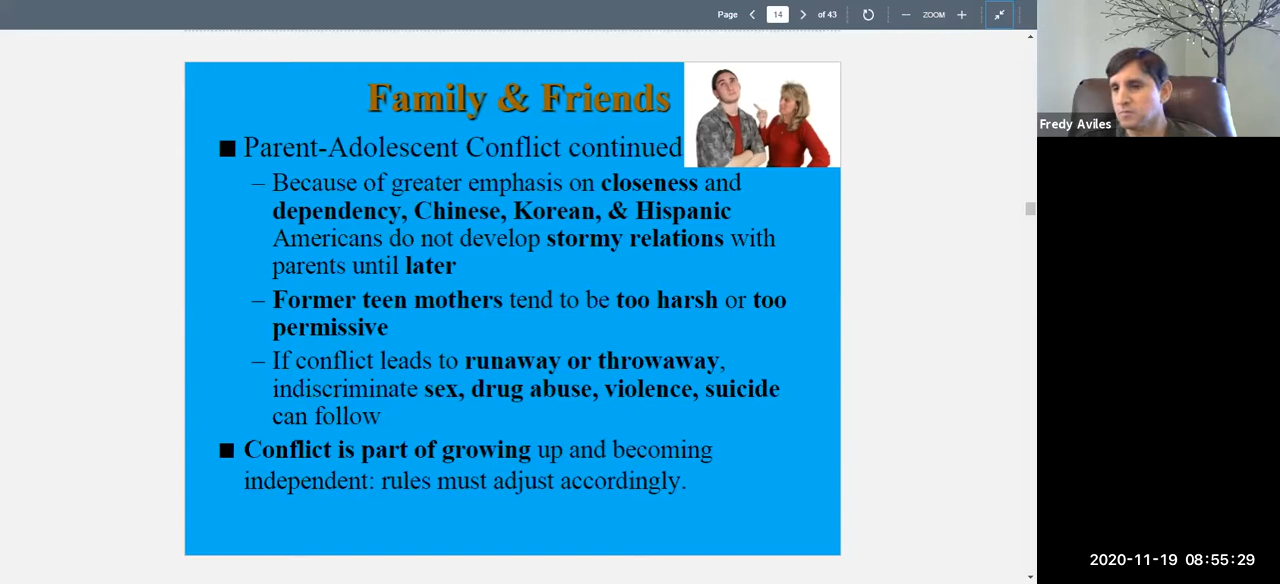 Page 14 of 43 ZOOM
Family & Friends
Fredy Aviles
■ Parent-Adolescent Conflict continued
– Because of greater emphasis on closeness and
dependency, Chinese, Korean, & Hispanic
Americans do not develop stormy relations with
parents until later
– Former teen mothers tend to be too harsh or too
permissive
– If conflict leads to runaway or throwaway,
indiscriminate sex, drug abuse, violence, suicide
can follow
■ Conflict is part of growing up and becoming
independent: rules must adjust accordingly.
2020-11-19 08:55:29